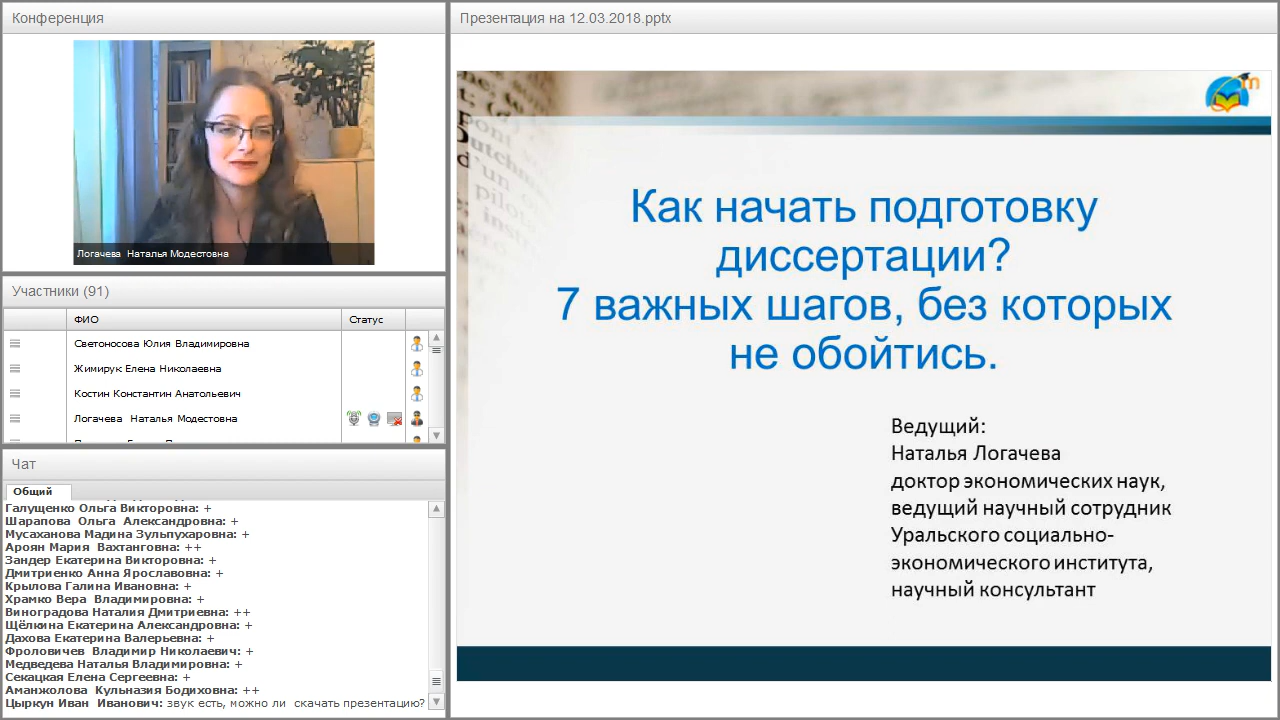 Конференция
Логачева Наталья Модестовна
Участники (91)
ФИО
Статус
Светоносова Юлия Владимировна
Жимирук Елена Николаевна
Костин Константин Анатольевич
Логачева Наталья Модестовна
Чат
Общий
Галущенко Ольга Викторовна: +
Шарапова Ольга Александровна: +
Мусаханова Мадина Зульпухаровна: +
Ароян Мария Вахтанговна: ++
Зандер Екатерина Викторовна: +
Дмитриенко Анна Ярославовна: +
Крылова Галина Ивановна: +
Храмко Вера Владимировна: +
Виноградова Наталия Дмитриевна: ++
Щёлкина Екатерина Александровна: +
Дахова Екатерина Валерьевна: +
Фроловичев Владимир Николаевич: +
Медведева Наталья Владимировна: +
Секацкая Елена Сергеевна: +
Аманжолова Кульназия Бодиховна: ++
Цыркун Иван Иванович: звук есть, можно ли скачать презентацию?
Презентация на 12.03.2018.pptx
Как начать подготовку
диссертации?
7 важных шагов, без которых
не обойтись.
Ведущий:
Наталья Логачева
доктор экономических наук,
ведущий научный сотрудник
Уральского социально-
экономического института,
научный консультант